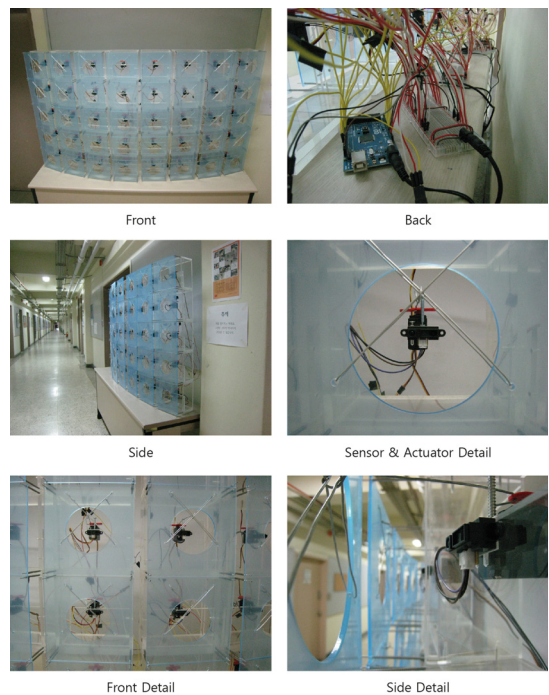 Front
Back
Side
Sensor & Actuator Detail
Front Detail
Side Detail